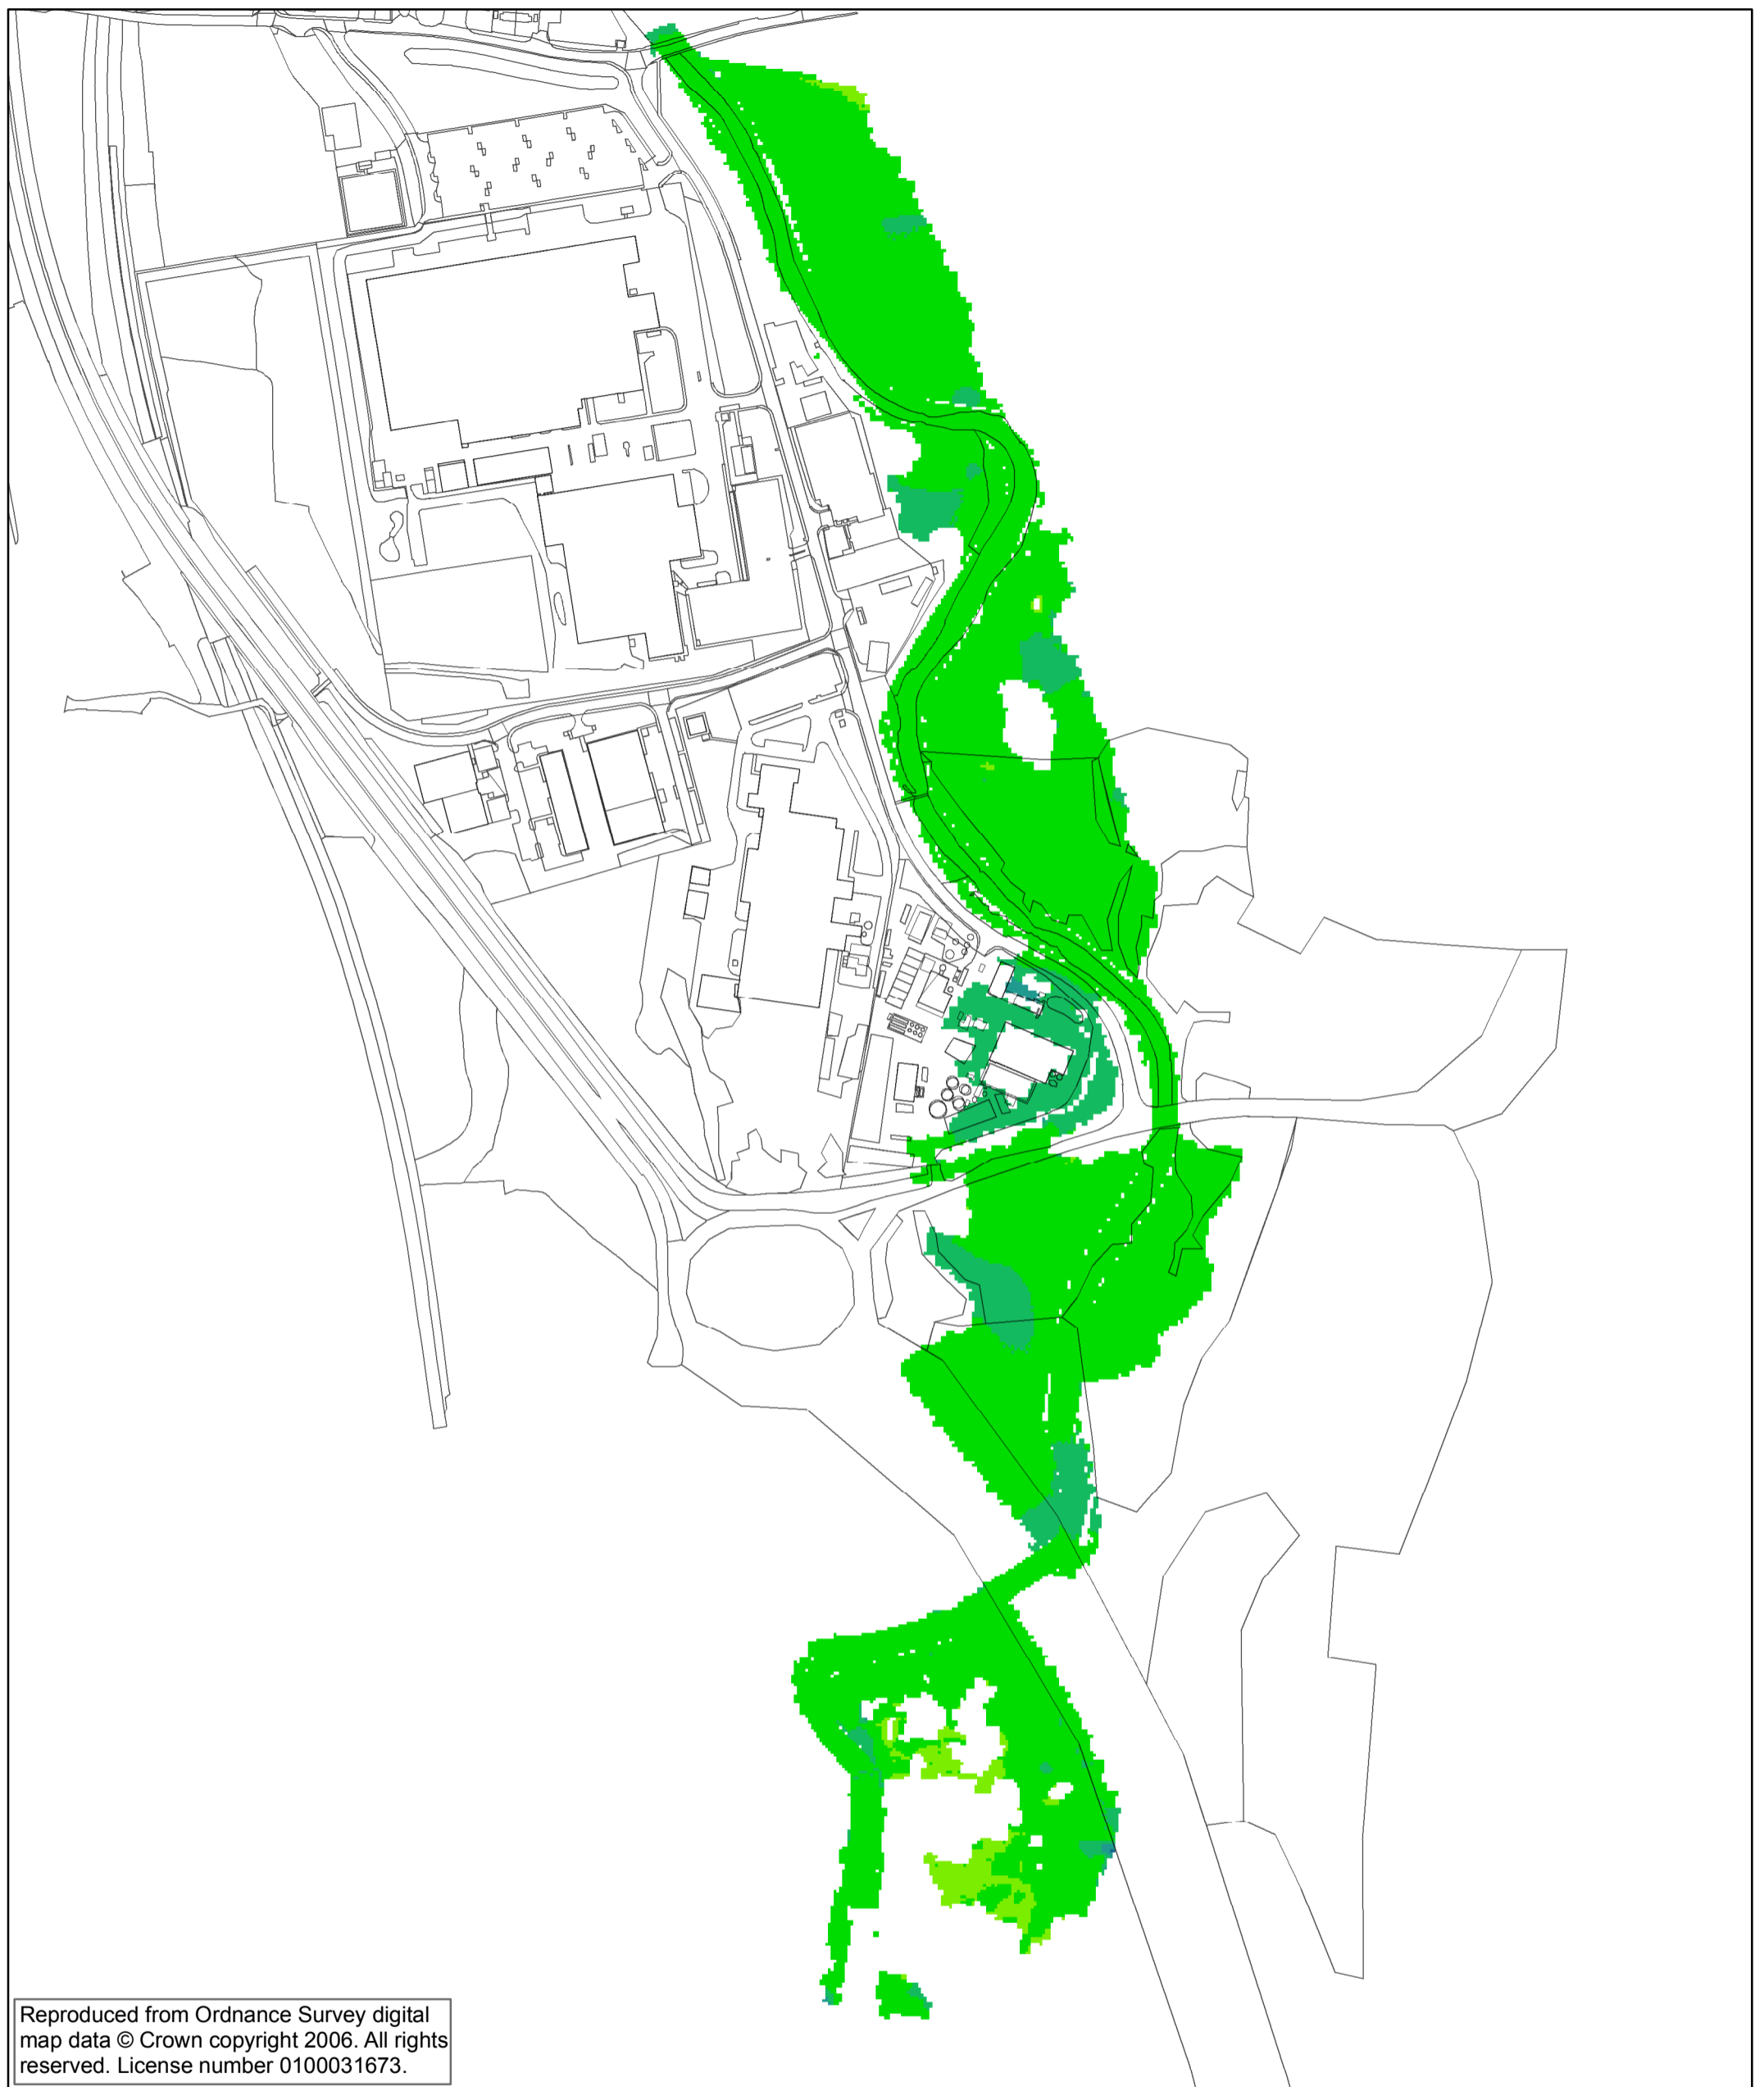 Reproduced from Ordnance Survey digital
map data © Crown copyright 2006. All rights
reserved. License number 0100031673.